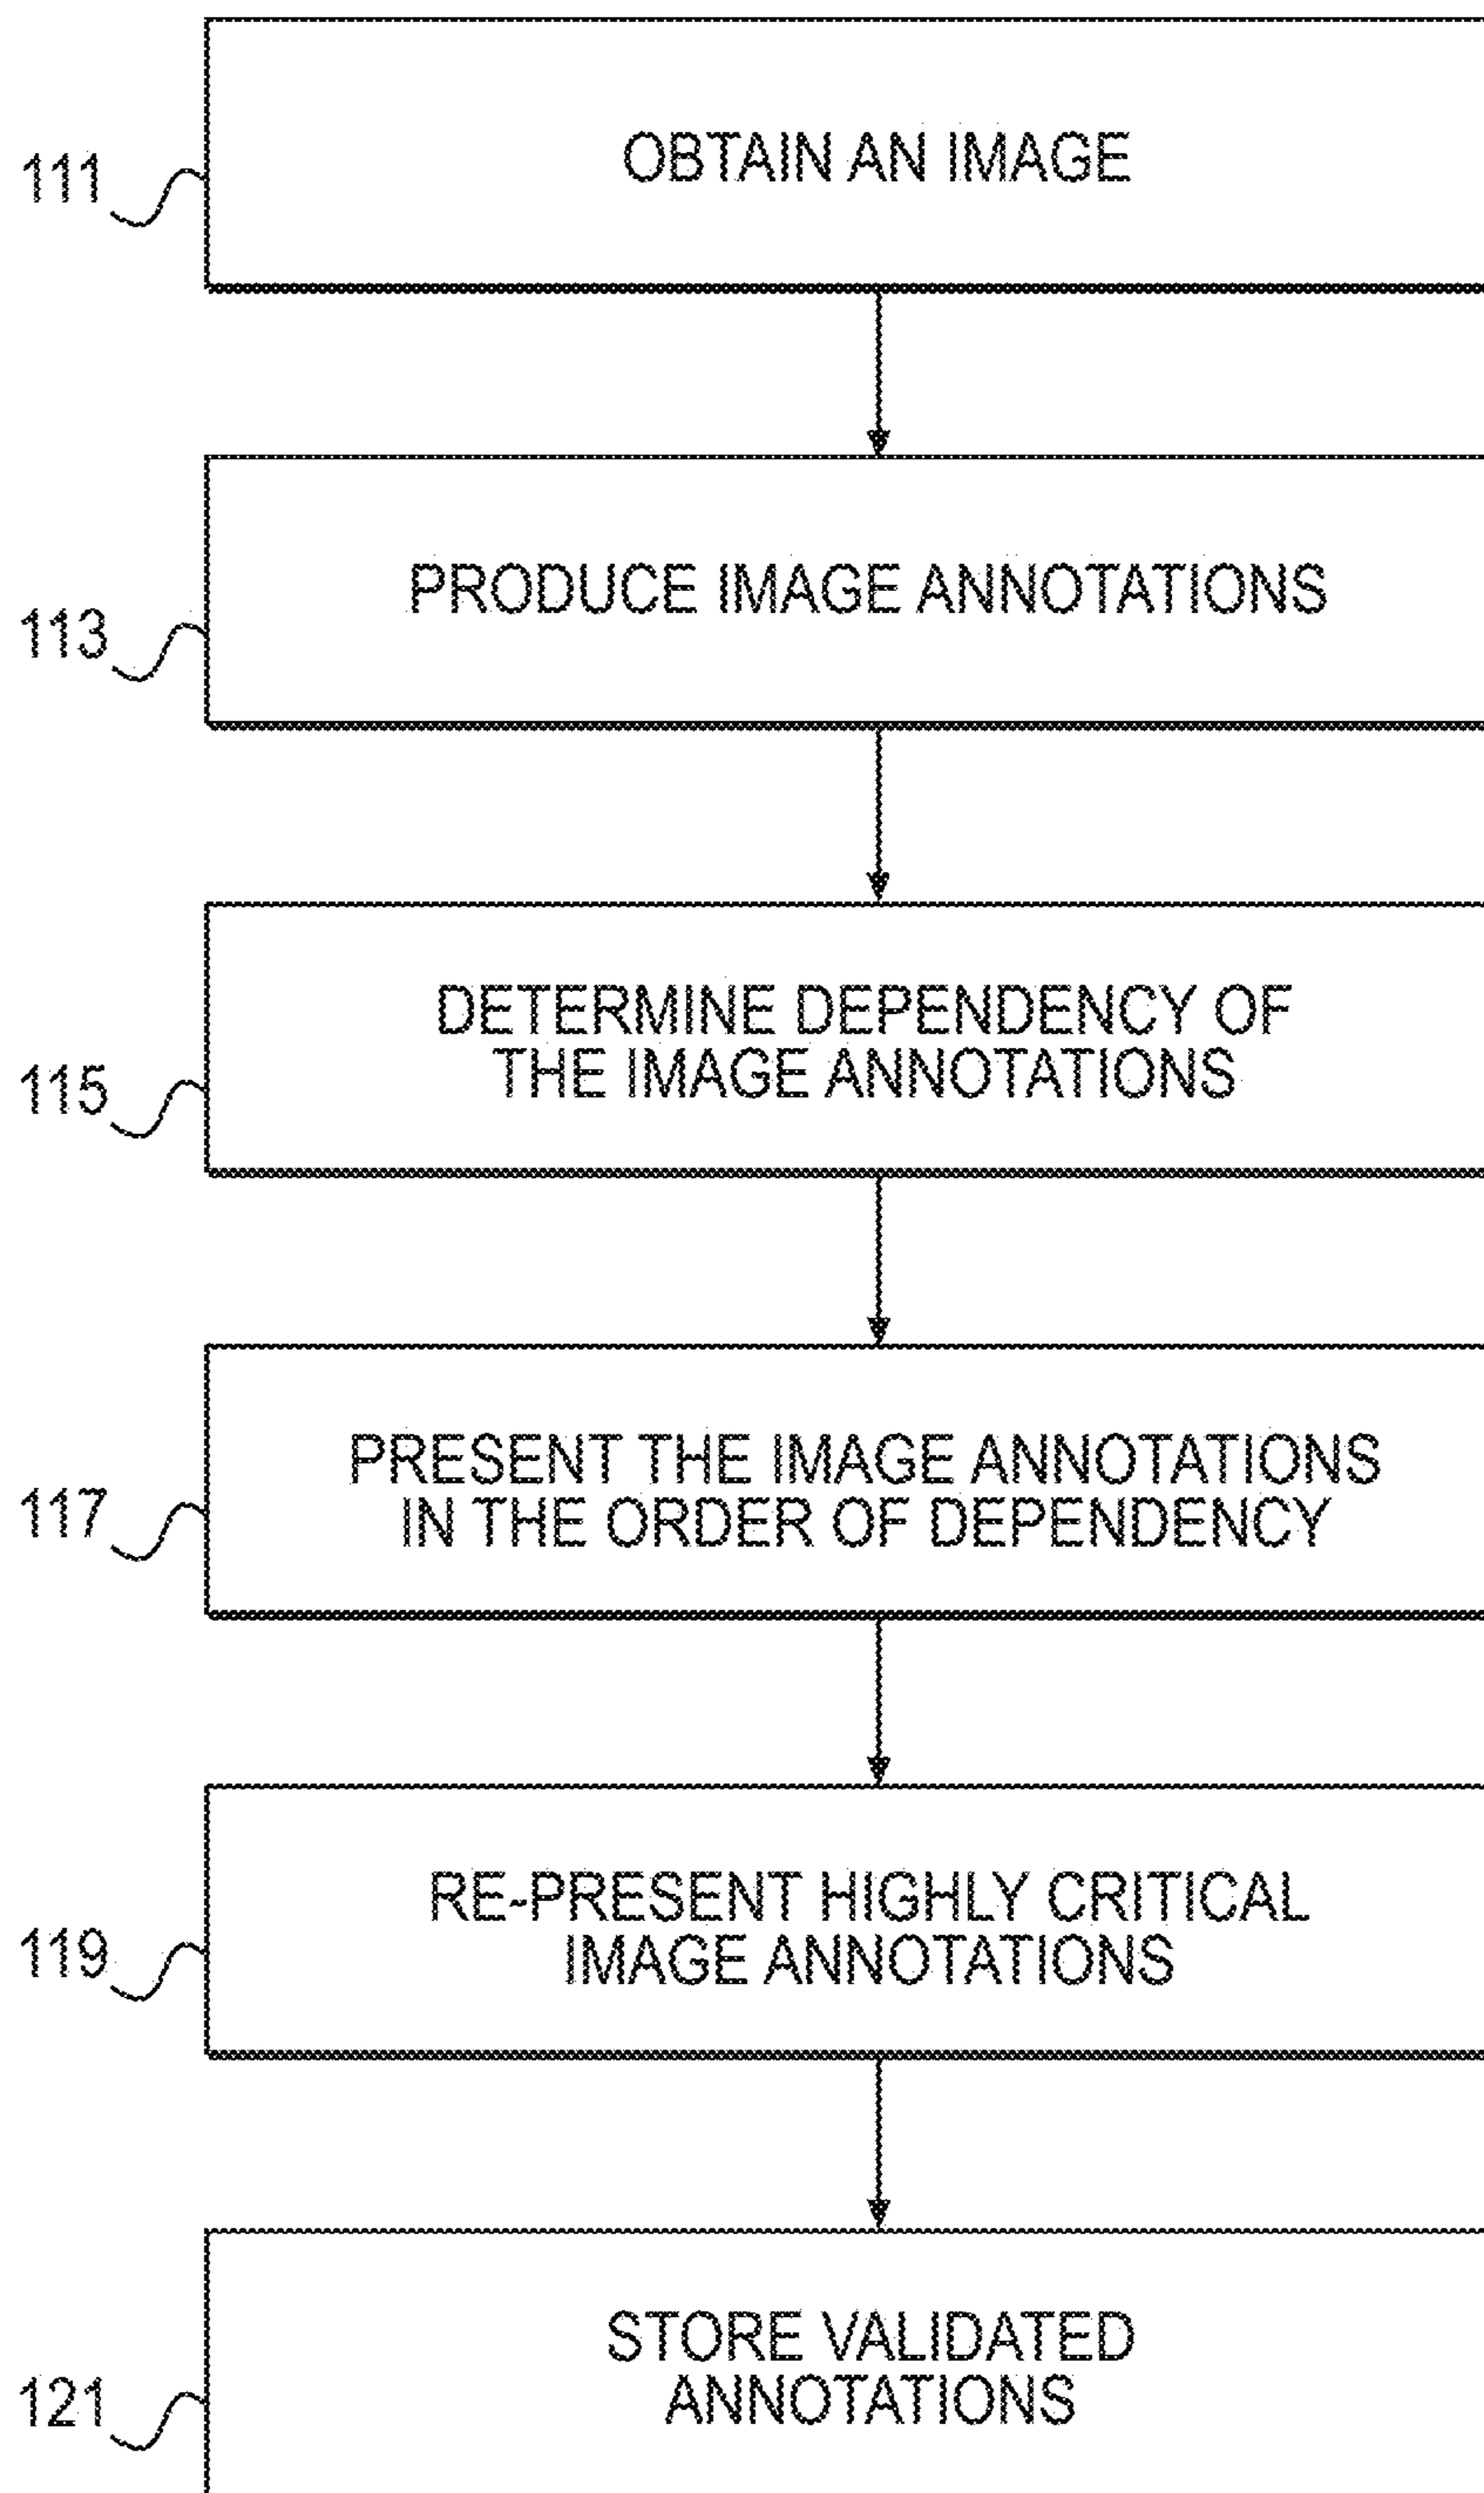 111
OBTAIN AN IMAGE
113
PRODUCE IMAGE ANNOTATIONS
115
DETERMINE DEPENDENCY OF
THE IMAGE ANNOTATIONS
117
PRESENT THE IMAGE ANNOTATIONS
IN THE ORDER OF DEPENDENCY
119
RE-PRESENT HIGHLY CRITICAL
IMAGE ANNOTATIONS
121
STORE VALIDATED
ANNOTATIONS